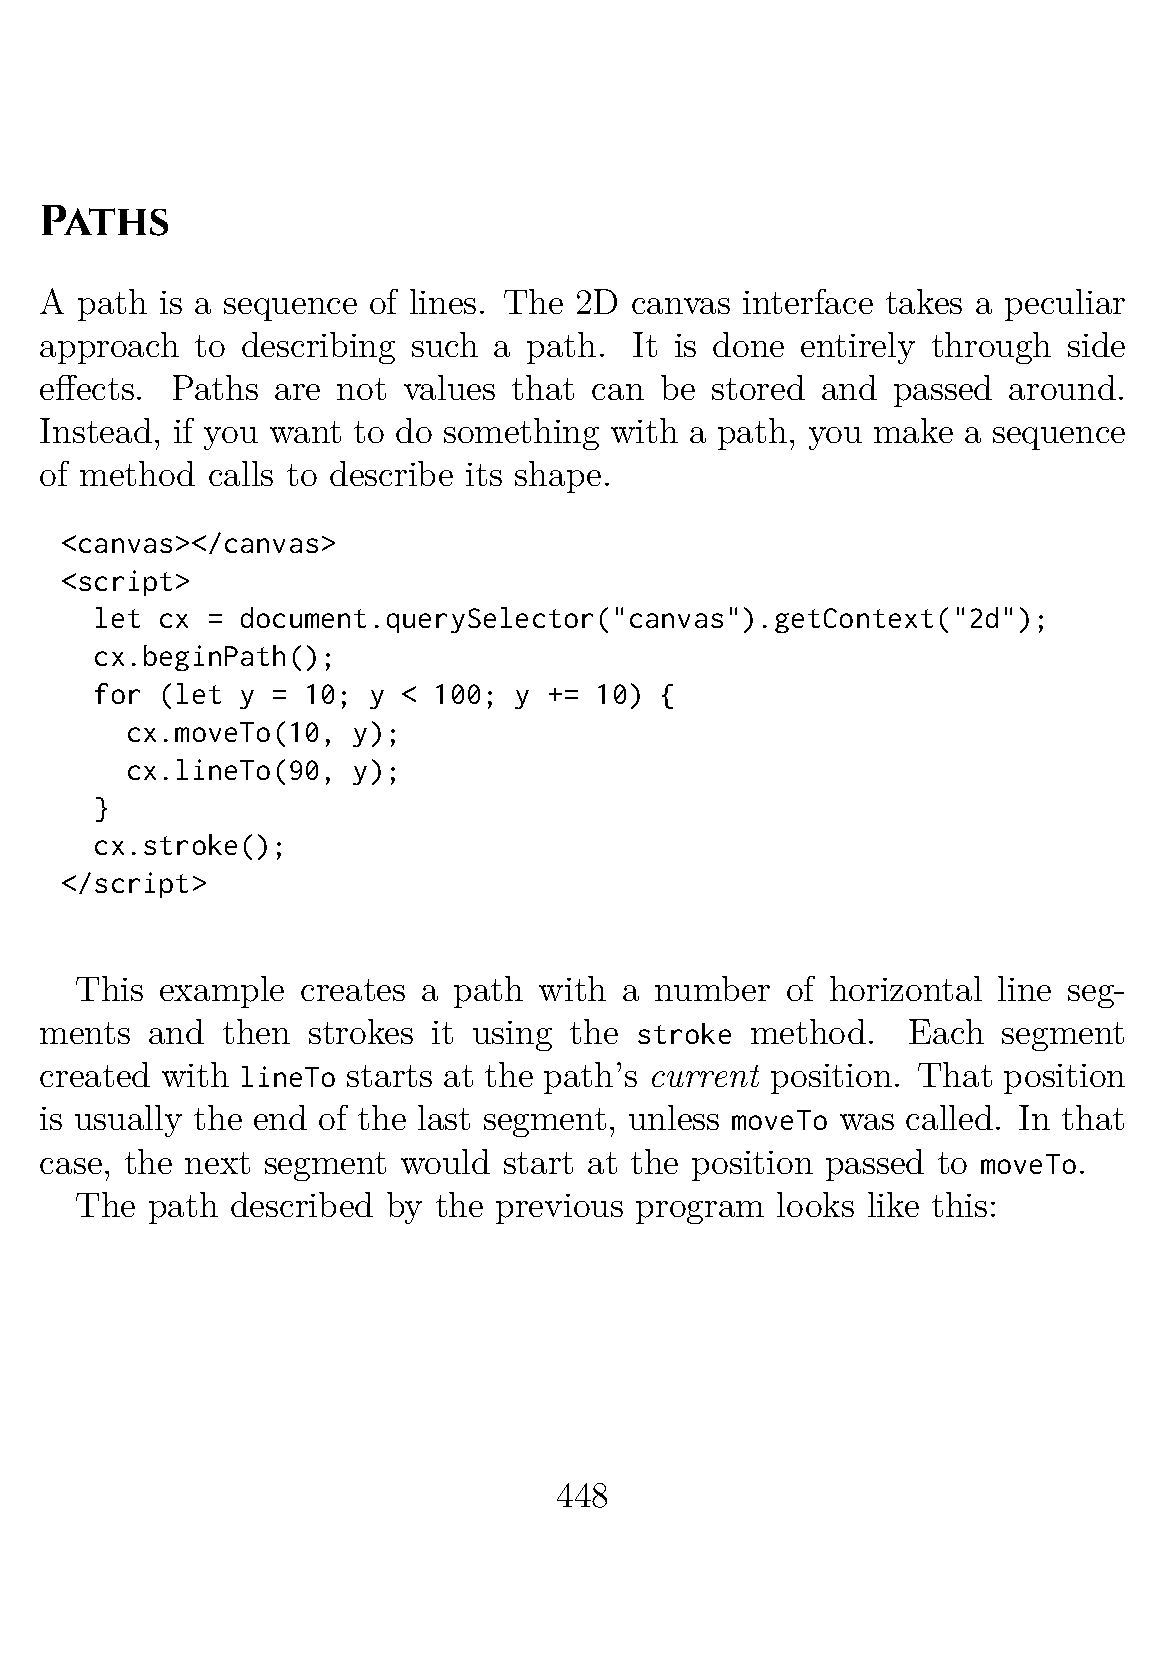 Paths
A path is a sequence of lines. The 2D canvas interface takes a peculiar
approach to describing such a path. It is done entirely through side
effects. Paths are not values that can be stored and passed around.
Instead, if you want to do something with a path, you make a sequence
of method calls to describe its shape.
<canvas></canvas>
<script>
  let cx = document.querySelector("canvas").getContext("2d");
  cx.beginPath();
  for (let y = 10; y < 100; y += 10) {
    cx.moveTo(10, y);
    cx.lineTo(90, y);
  }
  cx.stroke();
</script>
This example creates a path with a number of horizontal line seg-
ments and then strokes it using the stroke method. Each segment
created with lineTo starts at the path's current position. That position
is usually the end of the last segment, unless moveTo was called. In that
case, the next segment would start at the position passed to moveTo.
The path described by the previous program looks like this:
448